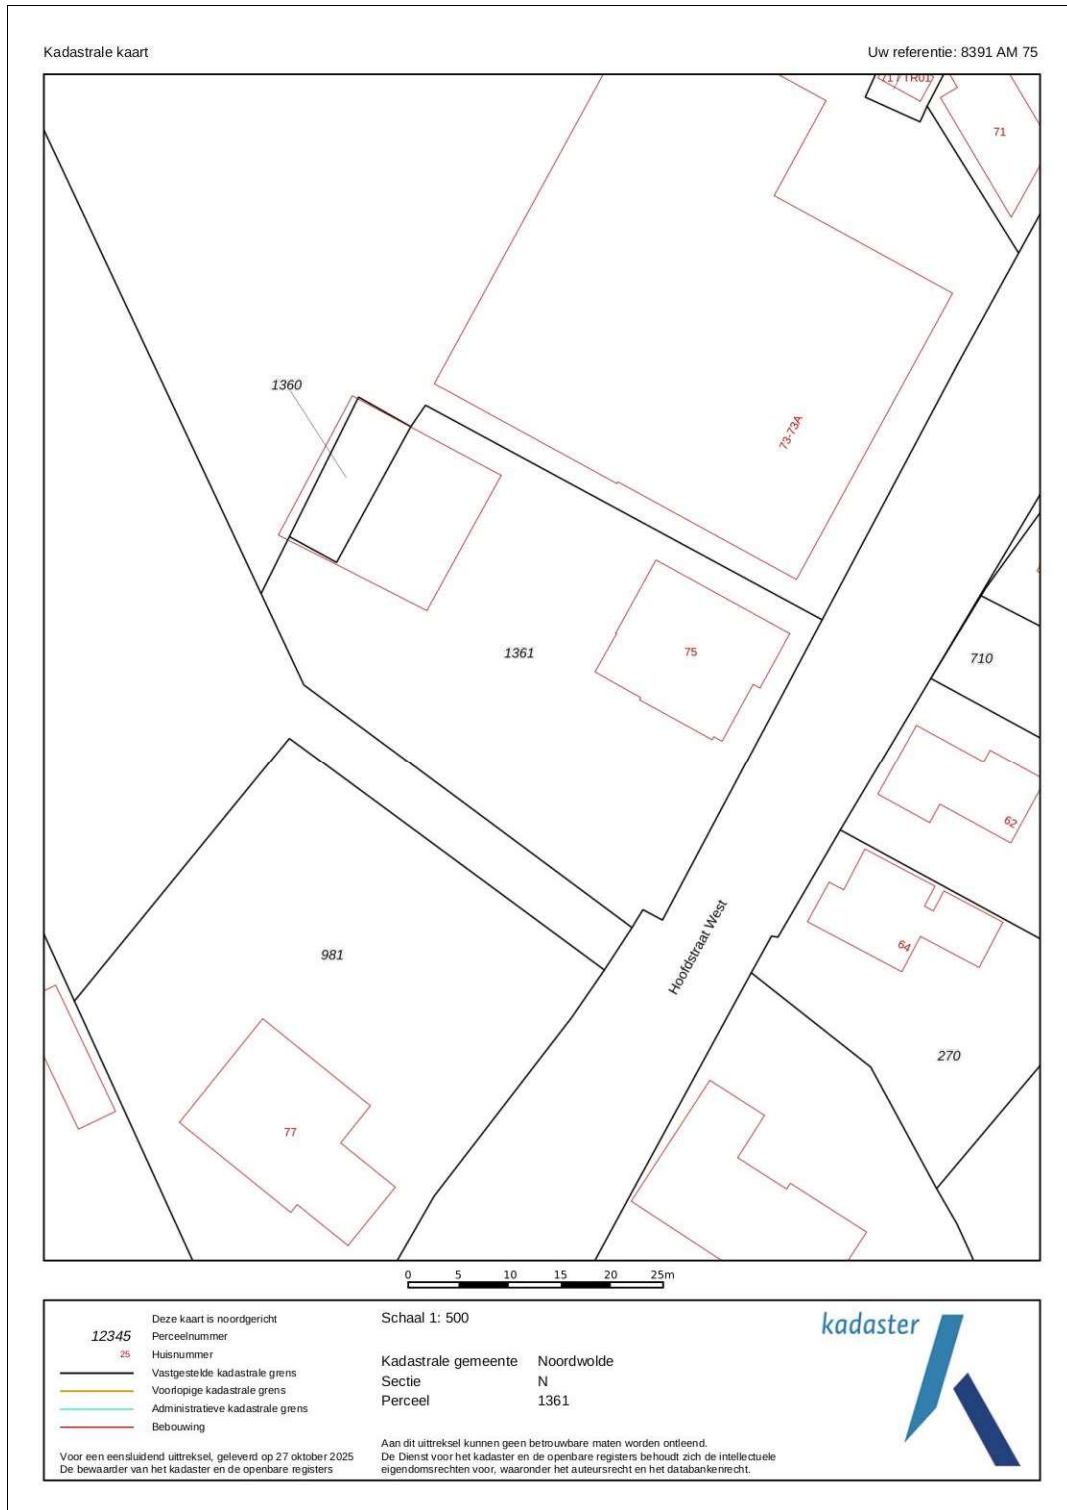 Kadastrale kaart
Uw referentie: 8391 AM 75
71 / TR01
71
1360
73-73A
1361
75
710
62
64
Hoofdstraat West
981
270
77
0 5 10 15 20 25m
Deze kaart is noordgericht
12345 Perceelnummer
25 Huisnummer
Vastgestelde kadastrale grens
Voorlopige kadastrale grens
Administratieve kadastrale grens
Bebouwing
Voor een eensluidend uittreksel, geleverd op 27 oktober 2025
De bewaarder van het kadaster en de openbare registers
Schaal 1: 500
Kadastrale gemeente Noordwolde
Sectie N
Perceel 1361
Aan dit uittreksel kunnen geen betrouwbare maten worden ontleend.
De Dienst voor het kadaster en de openbare registers behoudt zich de intellectuele
eigendomsrechten voor, waaronder het auteursrecht en het databankenrecht.
kadaster